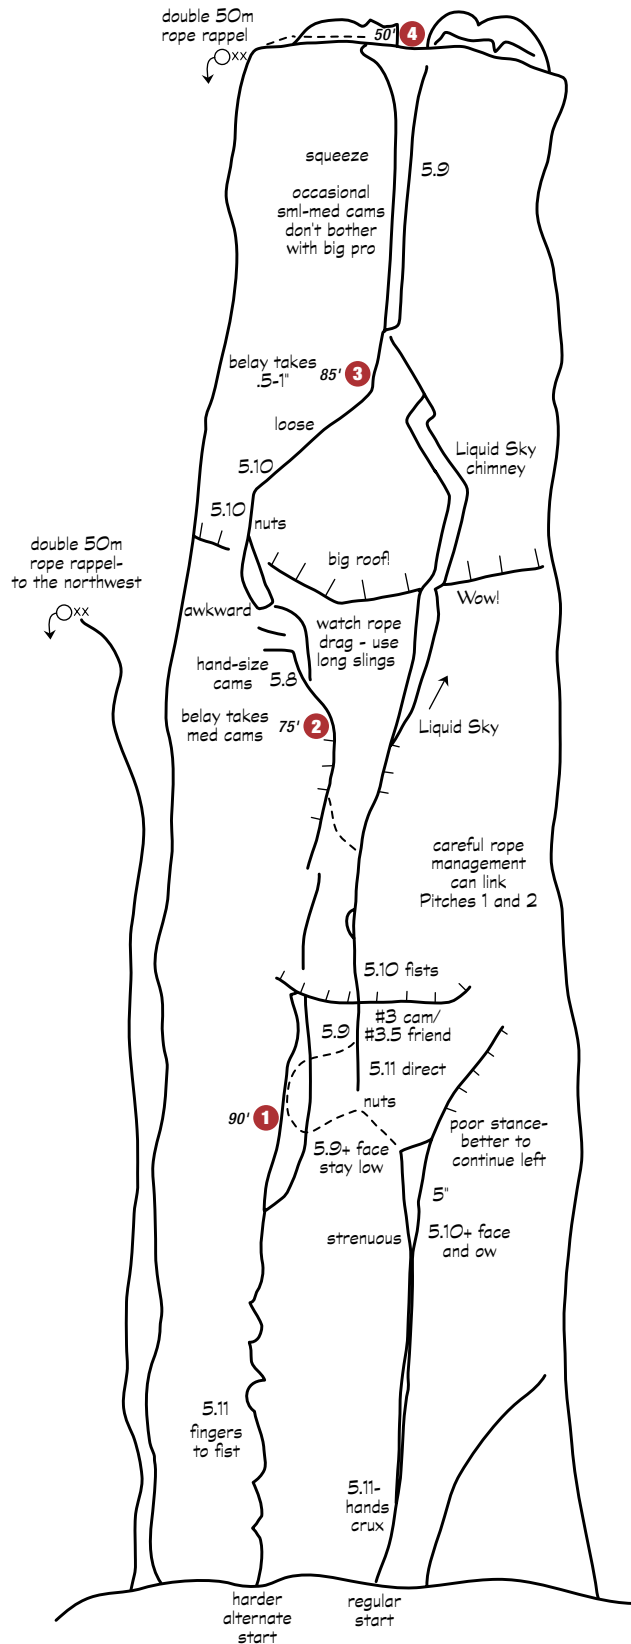 double 50m
rope rappel
xx
50'
4
squeeze
5.9
occasional
sml-med cams
don't bother
with big pro
belay takes
.5-1"
85'
3
loose
5.10
Liquid Sky
chimney
5.10
nuts
double 50m
rope rappel-
to the northwest
xx
big roof!
Wow!
awkward
watch rope
drag - use
long slings
hand-size
cams
5.8
belay takes
med cams
75'
2
Liquid Sky
careful rope
management
can link
Pitches 1 and 2
5.10 fists
#3 cam/
#3.5 friend
5.9
5.11 direct
nuts
90'
1
5.9+ face
stay low
poor stance-
better to
continue left
5"
strenuous
5.10+ face
and ow
5.11
fingers
to fist
5.11-
hands
crux
harder
alternate
start
regular
start